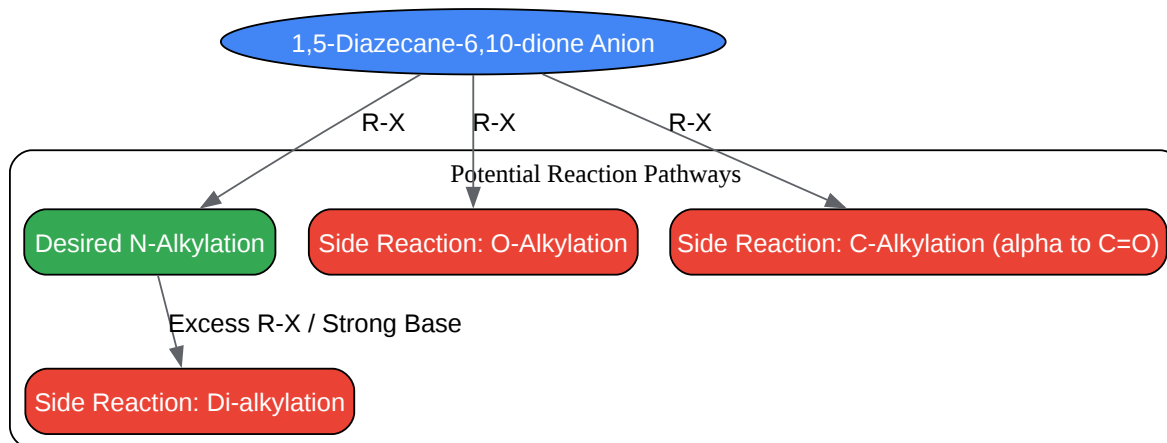 1,5-Diazecane-6,10-dione Anion
R-X
R-X
R-X
Potential Reaction Pathways
Desired N-Alkylation
Side Reaction: O-Alkylation
Side Reaction: C-Alkylation (alpha to C=O)
Excess R-X / Strong Base
Side Reaction: Di-alkylation